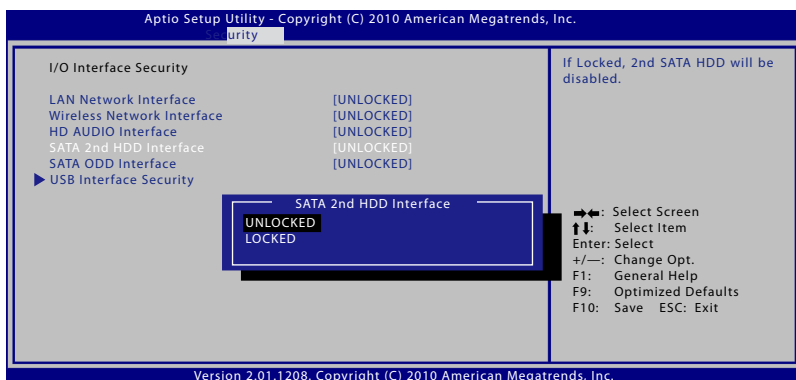 Aptio Setup Utility - Copyright (C) 2010 American Megatrends, Inc.
Security
I/O Interface Security
LAN Network Interface [UNLOCKED]
Wireless Network Interface [UNLOCKED]
HD AUDIO Interface [UNLOCKED]
SATA 2nd HDD Interface [UNLOCKED]
SATA ODD Interface [UNLOCKED]
USB Interface Security
SATA 2nd HDD Interface
UNLOCKED
LOCKED
If Locked, 2nd SATA HDD will be
disabled.
: Select Screen
: Select Item
Enter: Select
+/—: Change Opt.
F1: General Help
F9: Optimized Defaults
F10: Save ESC: Exit
Version 2.01.1208. Copyright (C) 2010 American Megatrends, Inc.